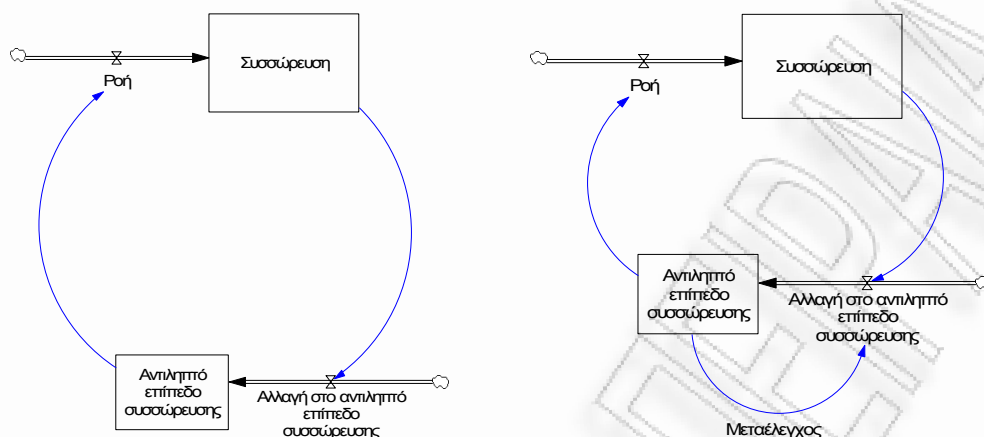 Συσσώρευση
Ροή
Αντιληπτό
επίπεδο
συσσώρευσης
Αλλαγή στο αντιληπτό
επίπεδο
συσσώρευσης
Συσσώρευση
Ροή
Αντιληπτό
επίπεδο
συσσώρευσης
Αλλαγή στο αντιληπτό
επίπεδο
συσσώρευσης
Μεταέλεγχος